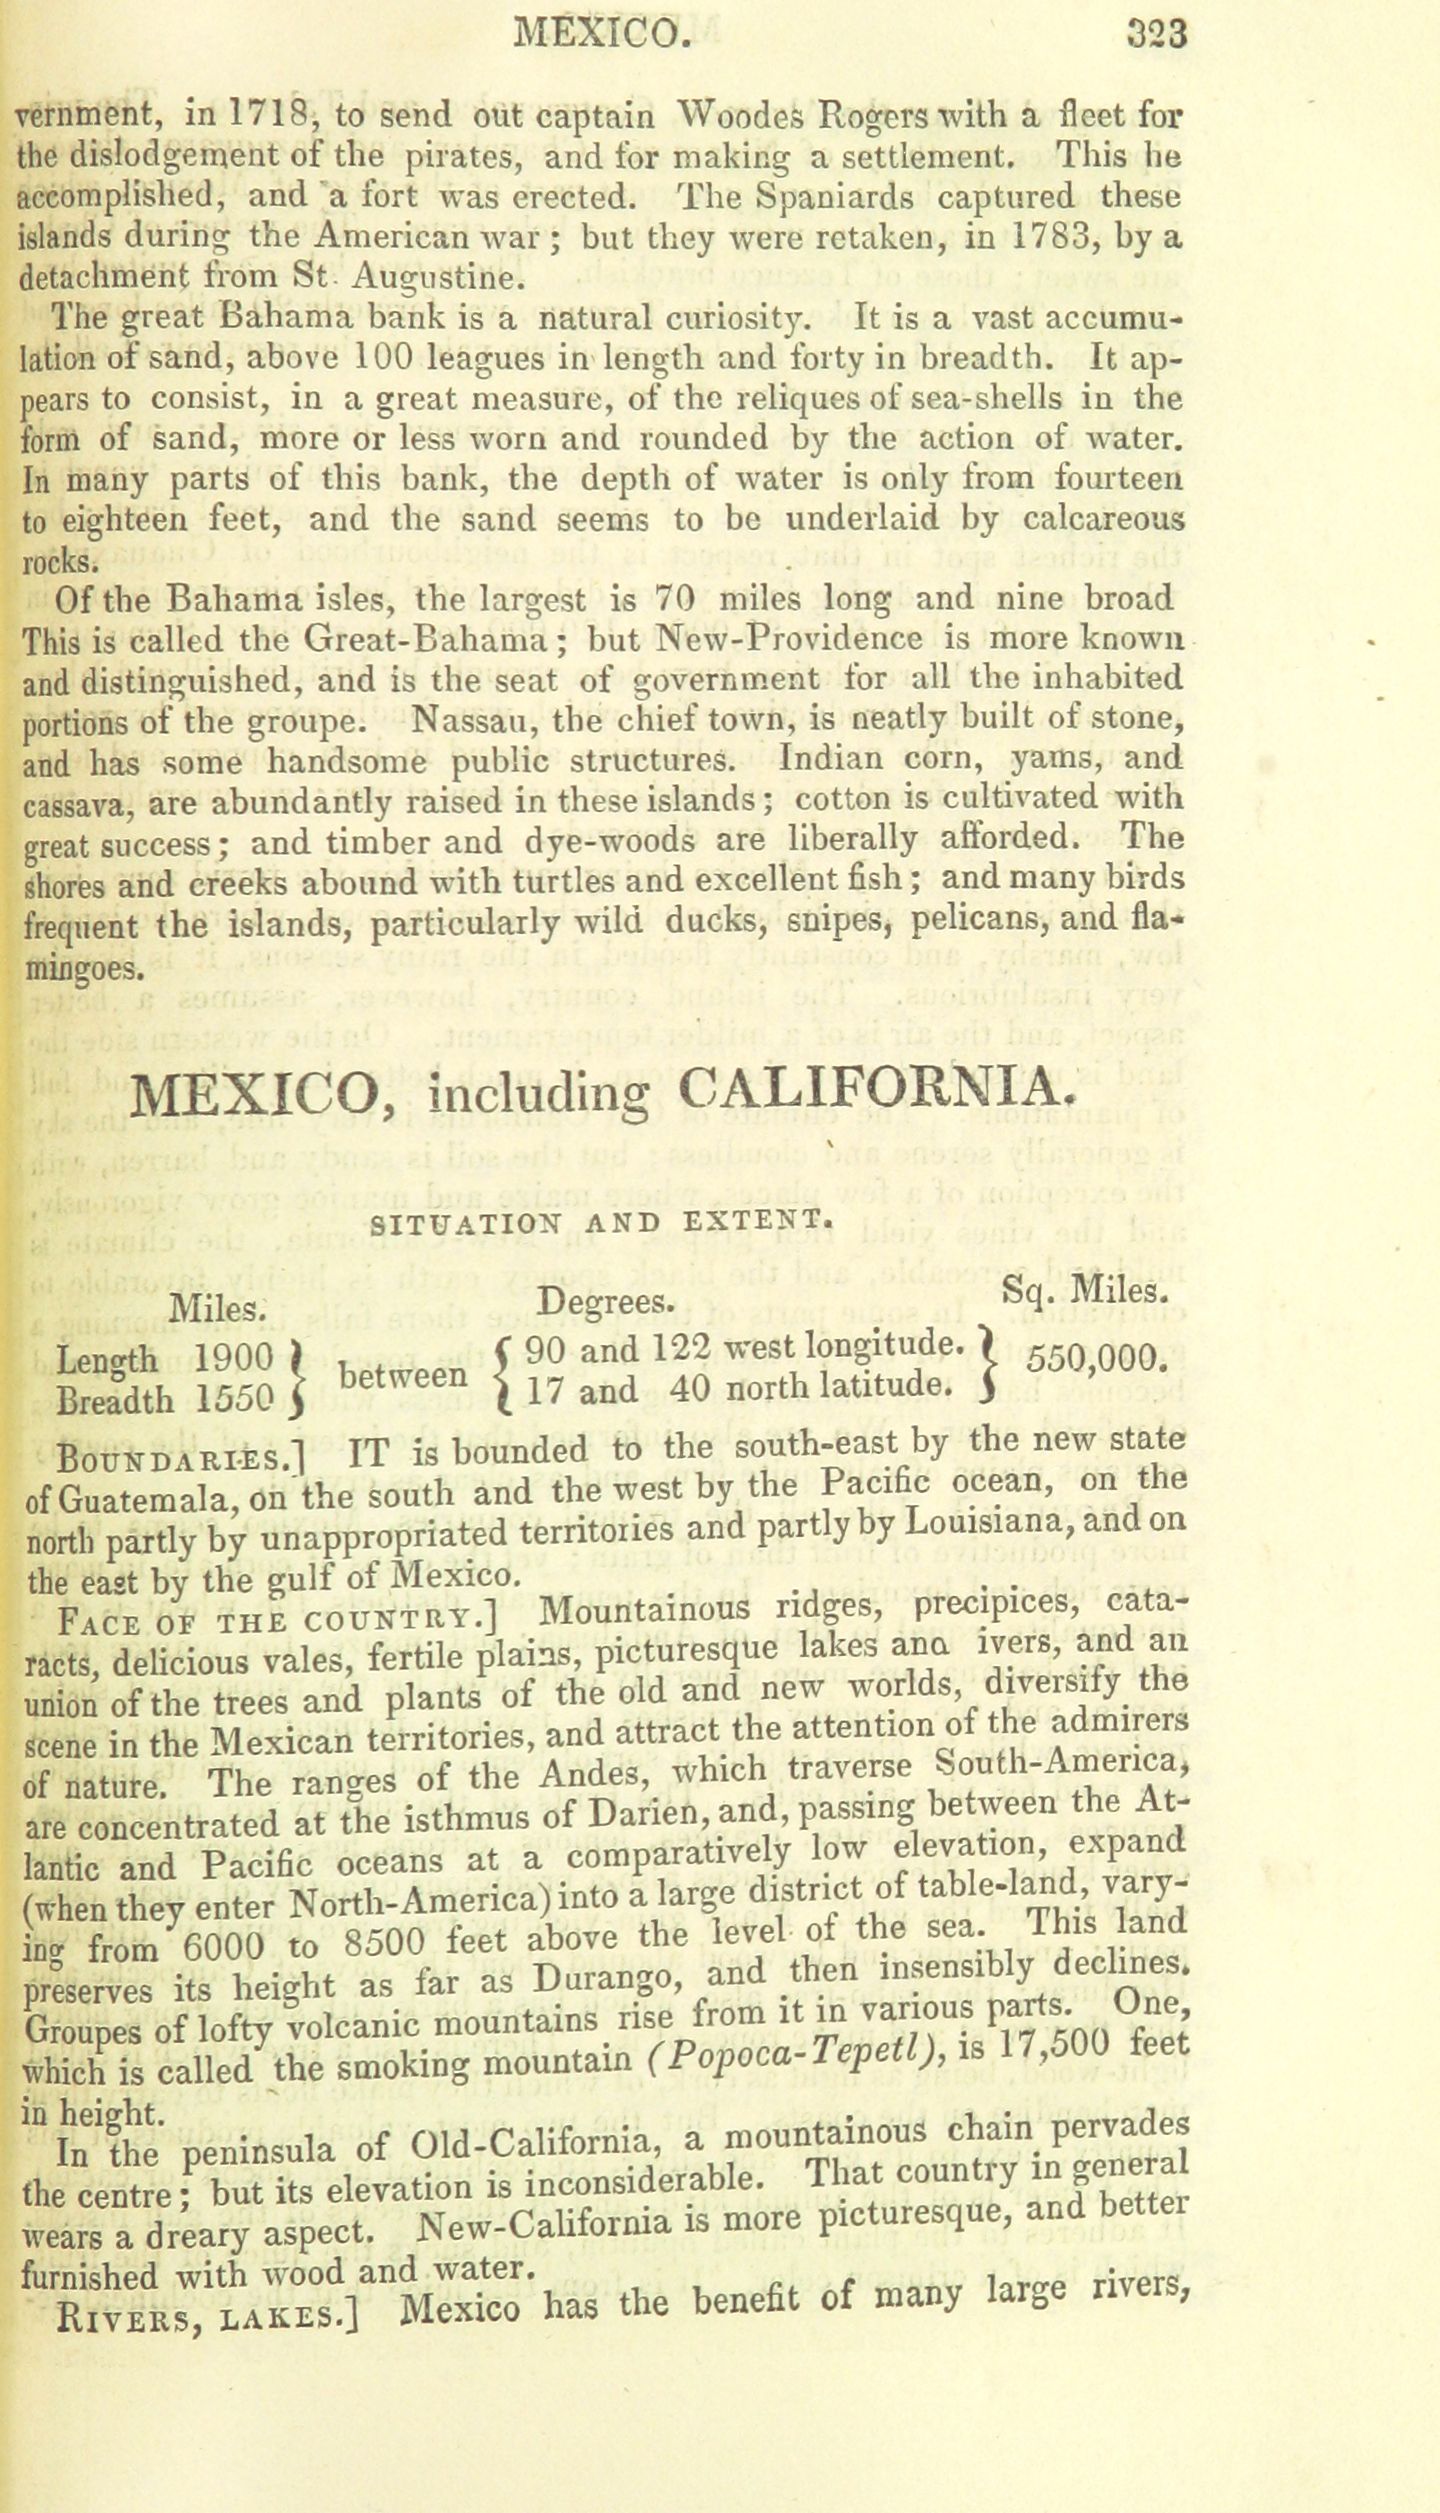 MEXICO. 323
vernment, in 1718, to send out captain Woodes Rogers with a fleet for
the dislodgement of the pirates, and for making a settlement. This he
accomplished, and a fort was erected. The Spaniards captured these
islands during the American war; but they were retaken, in 1783, by a
detachment from St. Augustine.
The great Bahama bank is a natural curiosity. It is a vast accumu-
lation of sand, above 100 leagues in length and forty in breadth. It ap-
pears to consist, in a great measure, of the reliques of sea-shells in the
form of sand, more or less worn and rounded by the action of water.
In many parts of this bank, the depth of water is only from fourteen
to eighteen feet, and the sand seems to be underlaid by calcareous
rocks.
Of the Bahama isles, the largest is 70 miles long and nine broad
This is called the Great-Bahama; but New-Providence is more known
and distinguished, and is the seat of government for all the inhabited
portions of the groupe. Nassau, the chief town, is neatly built of stone,
and has some handsome public structures. Indian corn, yams, and
cassava, are abundantly raised in these islands; cotton is cultivated with
great success; and timber and dye-woods are liberally afforded. The
shores and creeks abound with turtles and excellent fish; and many birds
frequent the islands, particularly wild ducks, snipes, pelicans, and fla-
mingoes.
MEXICO, including CALIFORNIA.
SITUATION AND EXTENT.
Miles. Degrees. Sq. Miles.
Length 1900 } between { 90 and 122 west longitude. } 550,000.
Breadth 1550 17 and 40 north latitude.
BOUNDARIES.] IT is bounded to the south-east by the new state
of Guatemala, on the south and the west by the Pacific ocean, on the
north partly by unappropriated territories and partly by Louisiana, and on
the east by the gulf of Mexico.
FACE OF THE COUNTRY.] Mountainous ridges, precipices, cata-
racts, delicious vales, fertile plains, picturesque lakes and ivers, and an
union of the trees and plants of the old and new worlds, diversify the
scene in the Mexican territories, and attract the attention of the admirers
of nature. The ranges of the Andes, which traverse South-America,
are concentrated at the isthmus of Darien, and, passing between the At-
lantic and Pacific oceans at a comparatively low elevation, expand
(when they enter North-America) into a large district of table-land, vary-
ing from 6000 to 8500 feet above the level of the sea. This land
preserves its height as far as Durango, and then insensibly declines.
Groupes of lofty volcanic mountains rise from it in various parts. One,
which is called the smoking mountain (Popoca-Tepetl), is 17,500 feet
in height.
In the peninsula of Old-California, a mountainous chain pervades
the centre; but its elevation is inconsiderable. That country in general
wears a dreary aspect. New-California is more picturesque, and better
furnished with wood and water.
RIVERS, LAKES.] Mexico has the benefit of many large rivers,